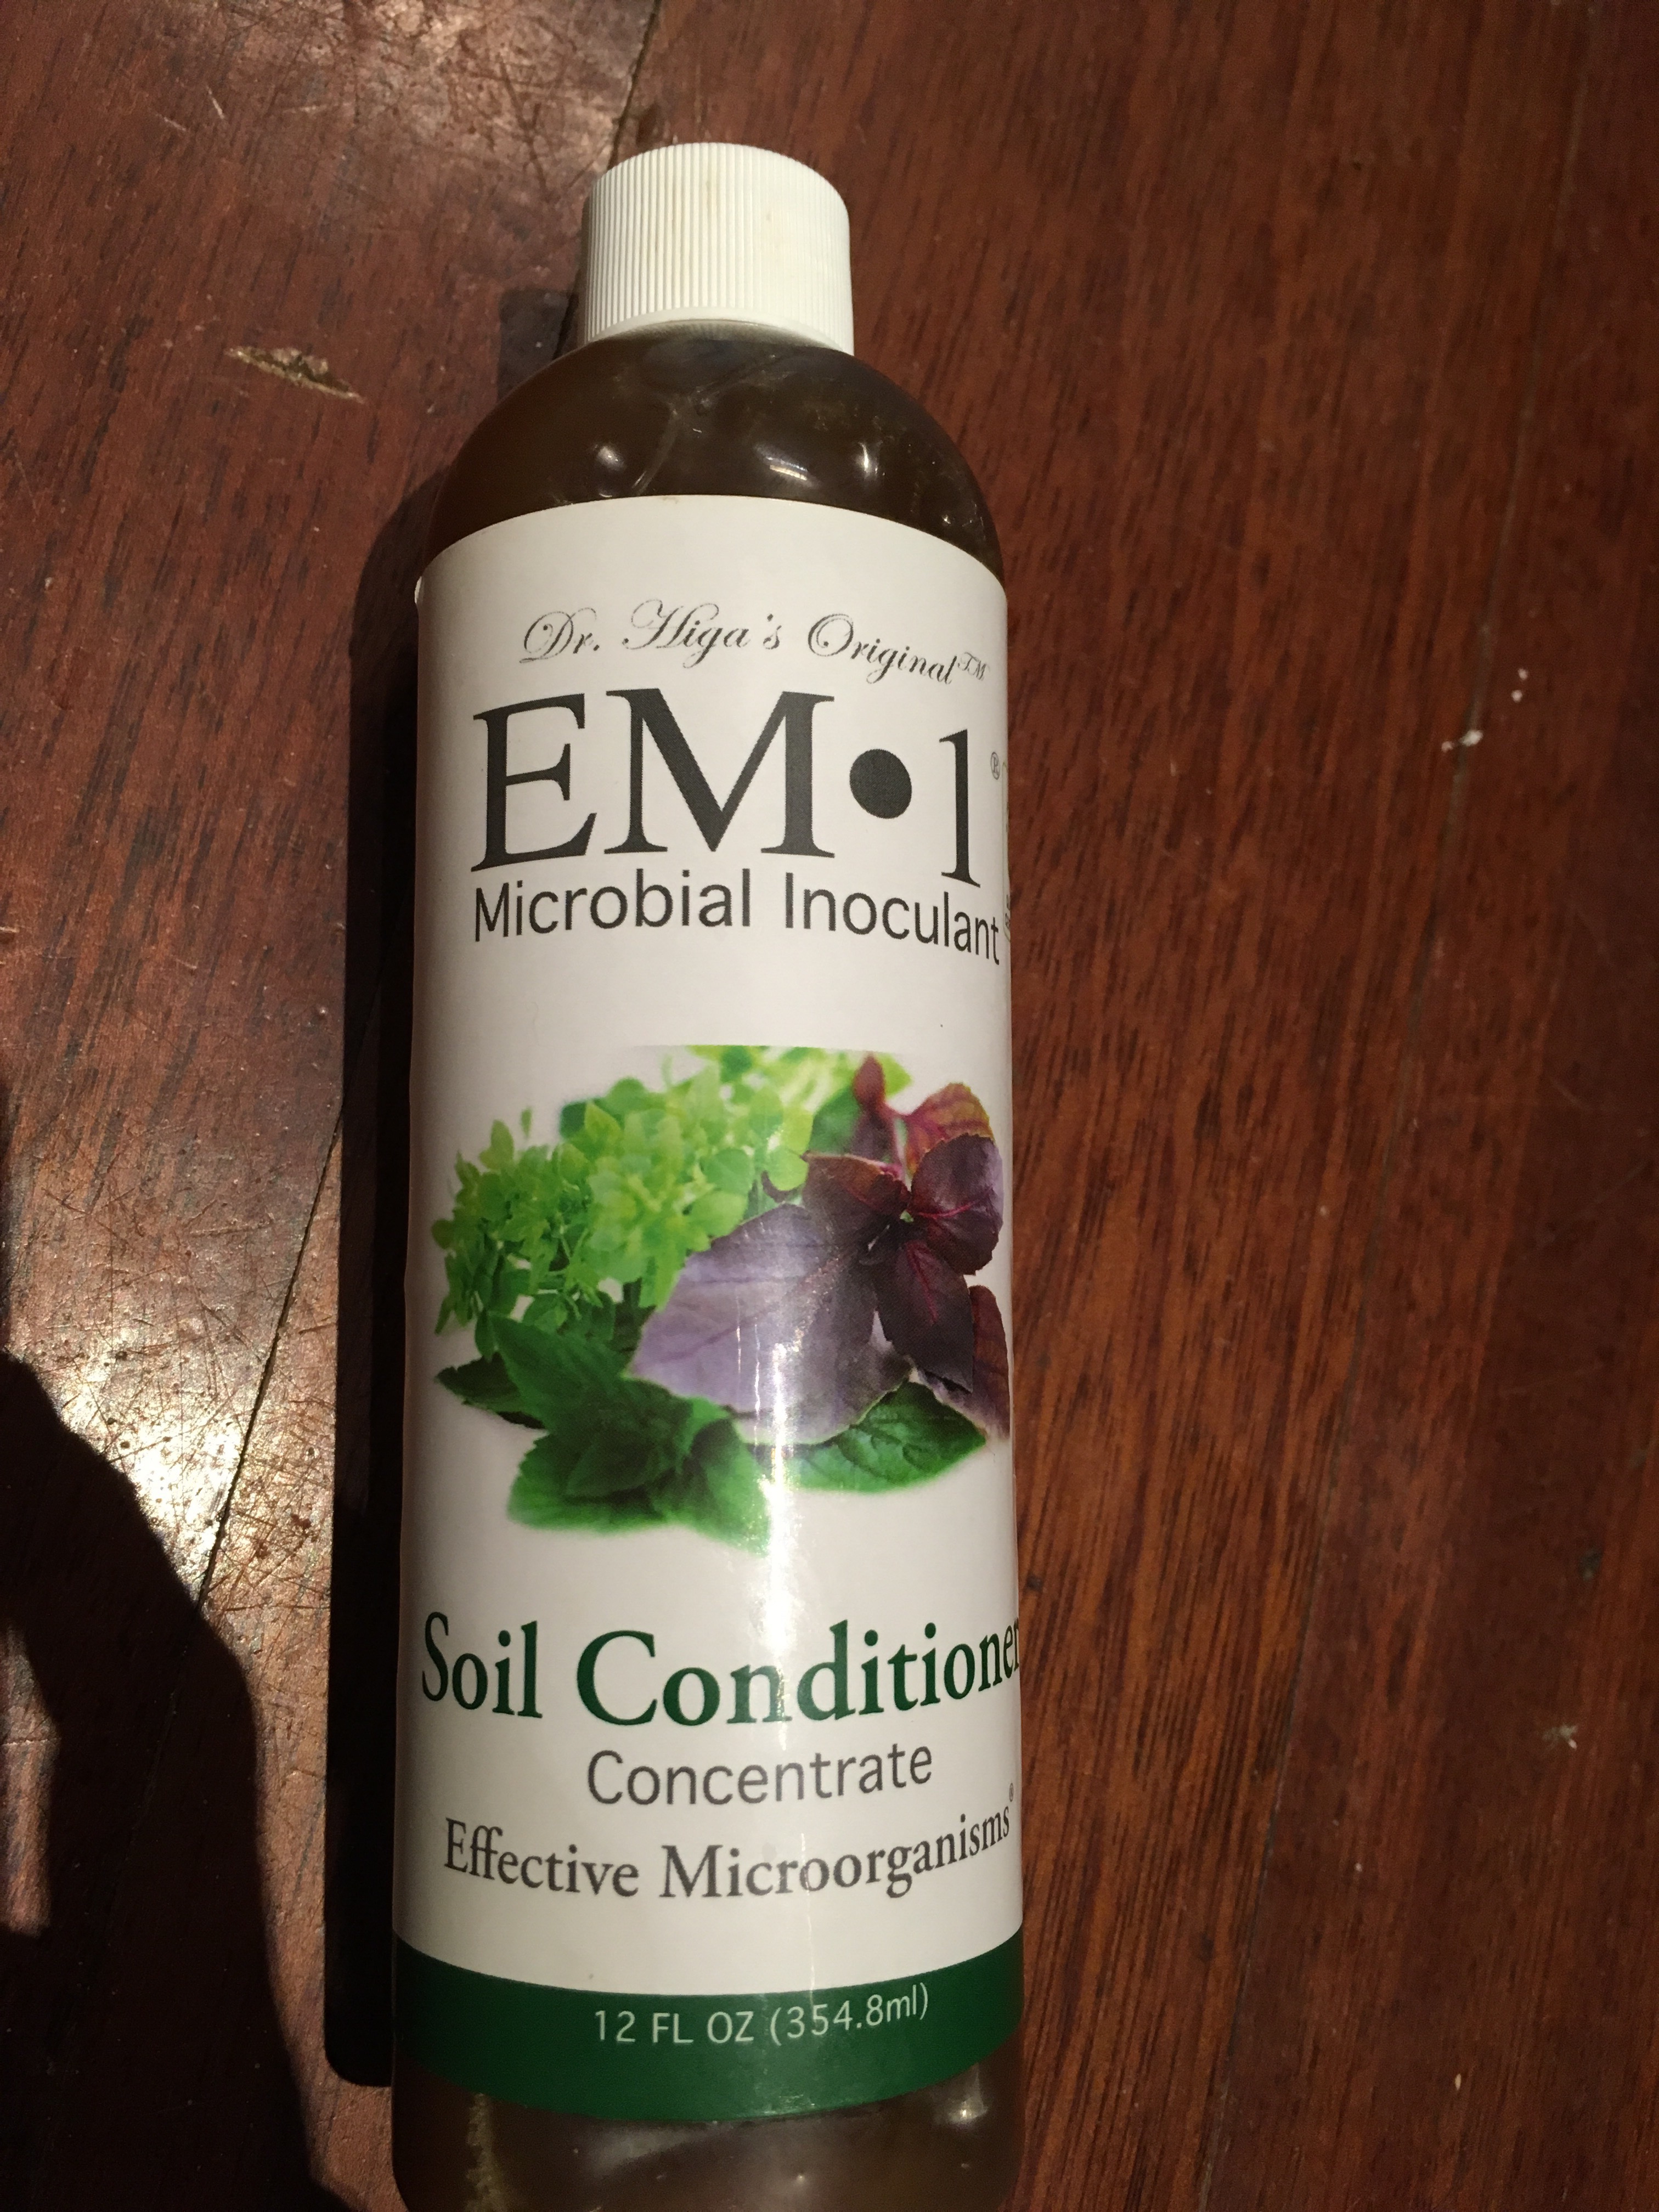 Dr. Higa's Original™
EM•1®
Microbial Inoculant
Soil Conditioner
Concentrate
Effective Microorganisms®
12 FL OZ (354.8ml)